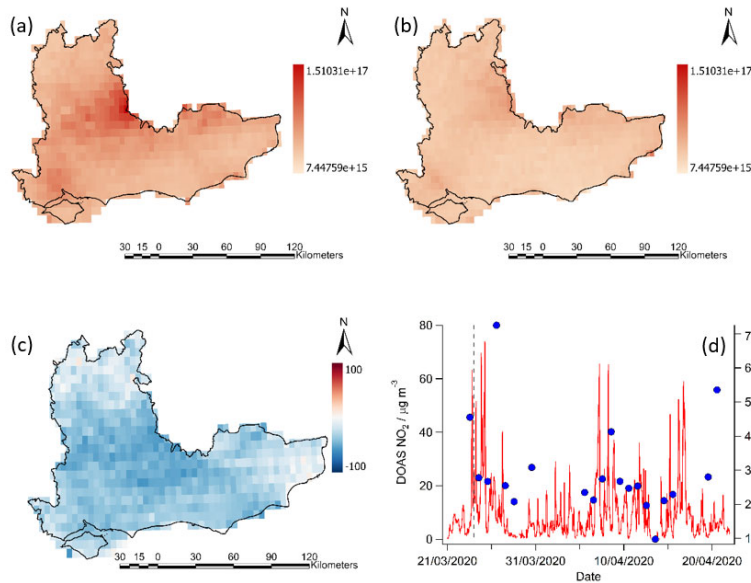 (a)
N
1.51031e+17
7.44759e+15
30 15 0 30 60 90 120
Kilometers
(b)
N
1.51031e+17
7.44759e+15
30 15 0 30 60 90 120
Kilometers
(c)
N
100
-100
30 15 0 30 60 90 120
Kilometers
(d)
80
60
40
20
0
DOAS NO2 / μg m-3
7
6
5
4
3
2
1
21/03/2020 31/03/2020 10/04/2020 20/04/2020
Date